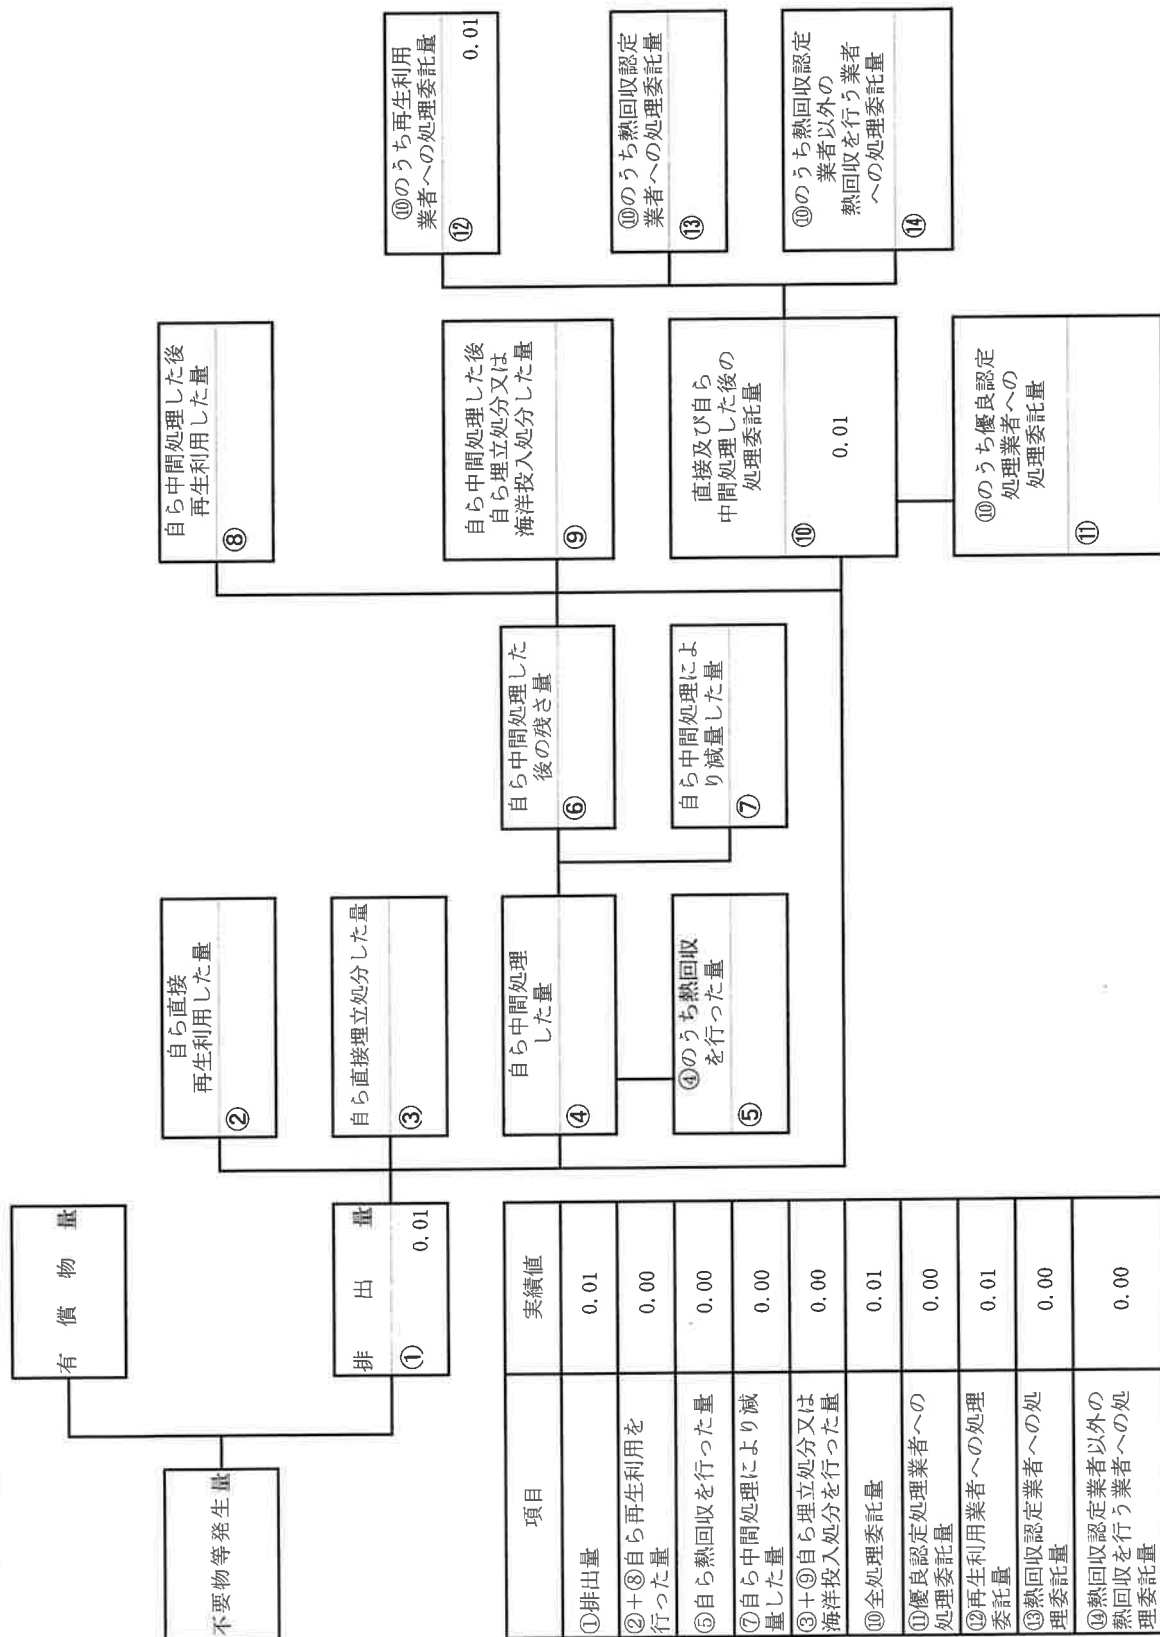 不要物等発生量
有償物量
排出量
① 0.01
自ら直接
再生利用した量
②
自ら直接埋立処分した量
③
自ら中間処理
した量
④
④のうち熱回収
を行った量
⑤
自ら中間処理した
後の残さ量
⑥
自ら中間処理によ
り減量した量
⑦
自ら中間処理した後
再生利用した量
⑧
自ら中間処理した後
自ら埋立処分又は
海洋投入処分した量
⑨
直接及び自ら
中間処理した後の
処理委託量
0.01
⑩
⑩のうち優良認定
処理業者への
処理委託量
⑪
⑩のうち再生利用
業者への処理委託量
⑫ 0.01
⑩のうち熱回収認定
業者への処理委託量
⑬
⑩のうち熱回収認定
業者以外の
熱回収を行う業者
への処理委託量
⑭
項目 実績値
①排出量 0.01
②+⑧自ら再生利用を
行った量 0.00
⑤自ら熱回収を行った量 0.00
⑦自ら中間処理により減
量した量 0.00
③+⑨自ら埋立処分又は
海洋投入処分を行った量 0.00
⑩全処理委託量 0.01
⑪優良認定処理業者への
処理委託量 0.00
⑫再生利用業者への処理
委託量 0.01
⑬熱回収認定業者への処
理委託量 0.00
⑭熱回収認定業者以外の
熱回収を行う業者への処
理委託量 0.00